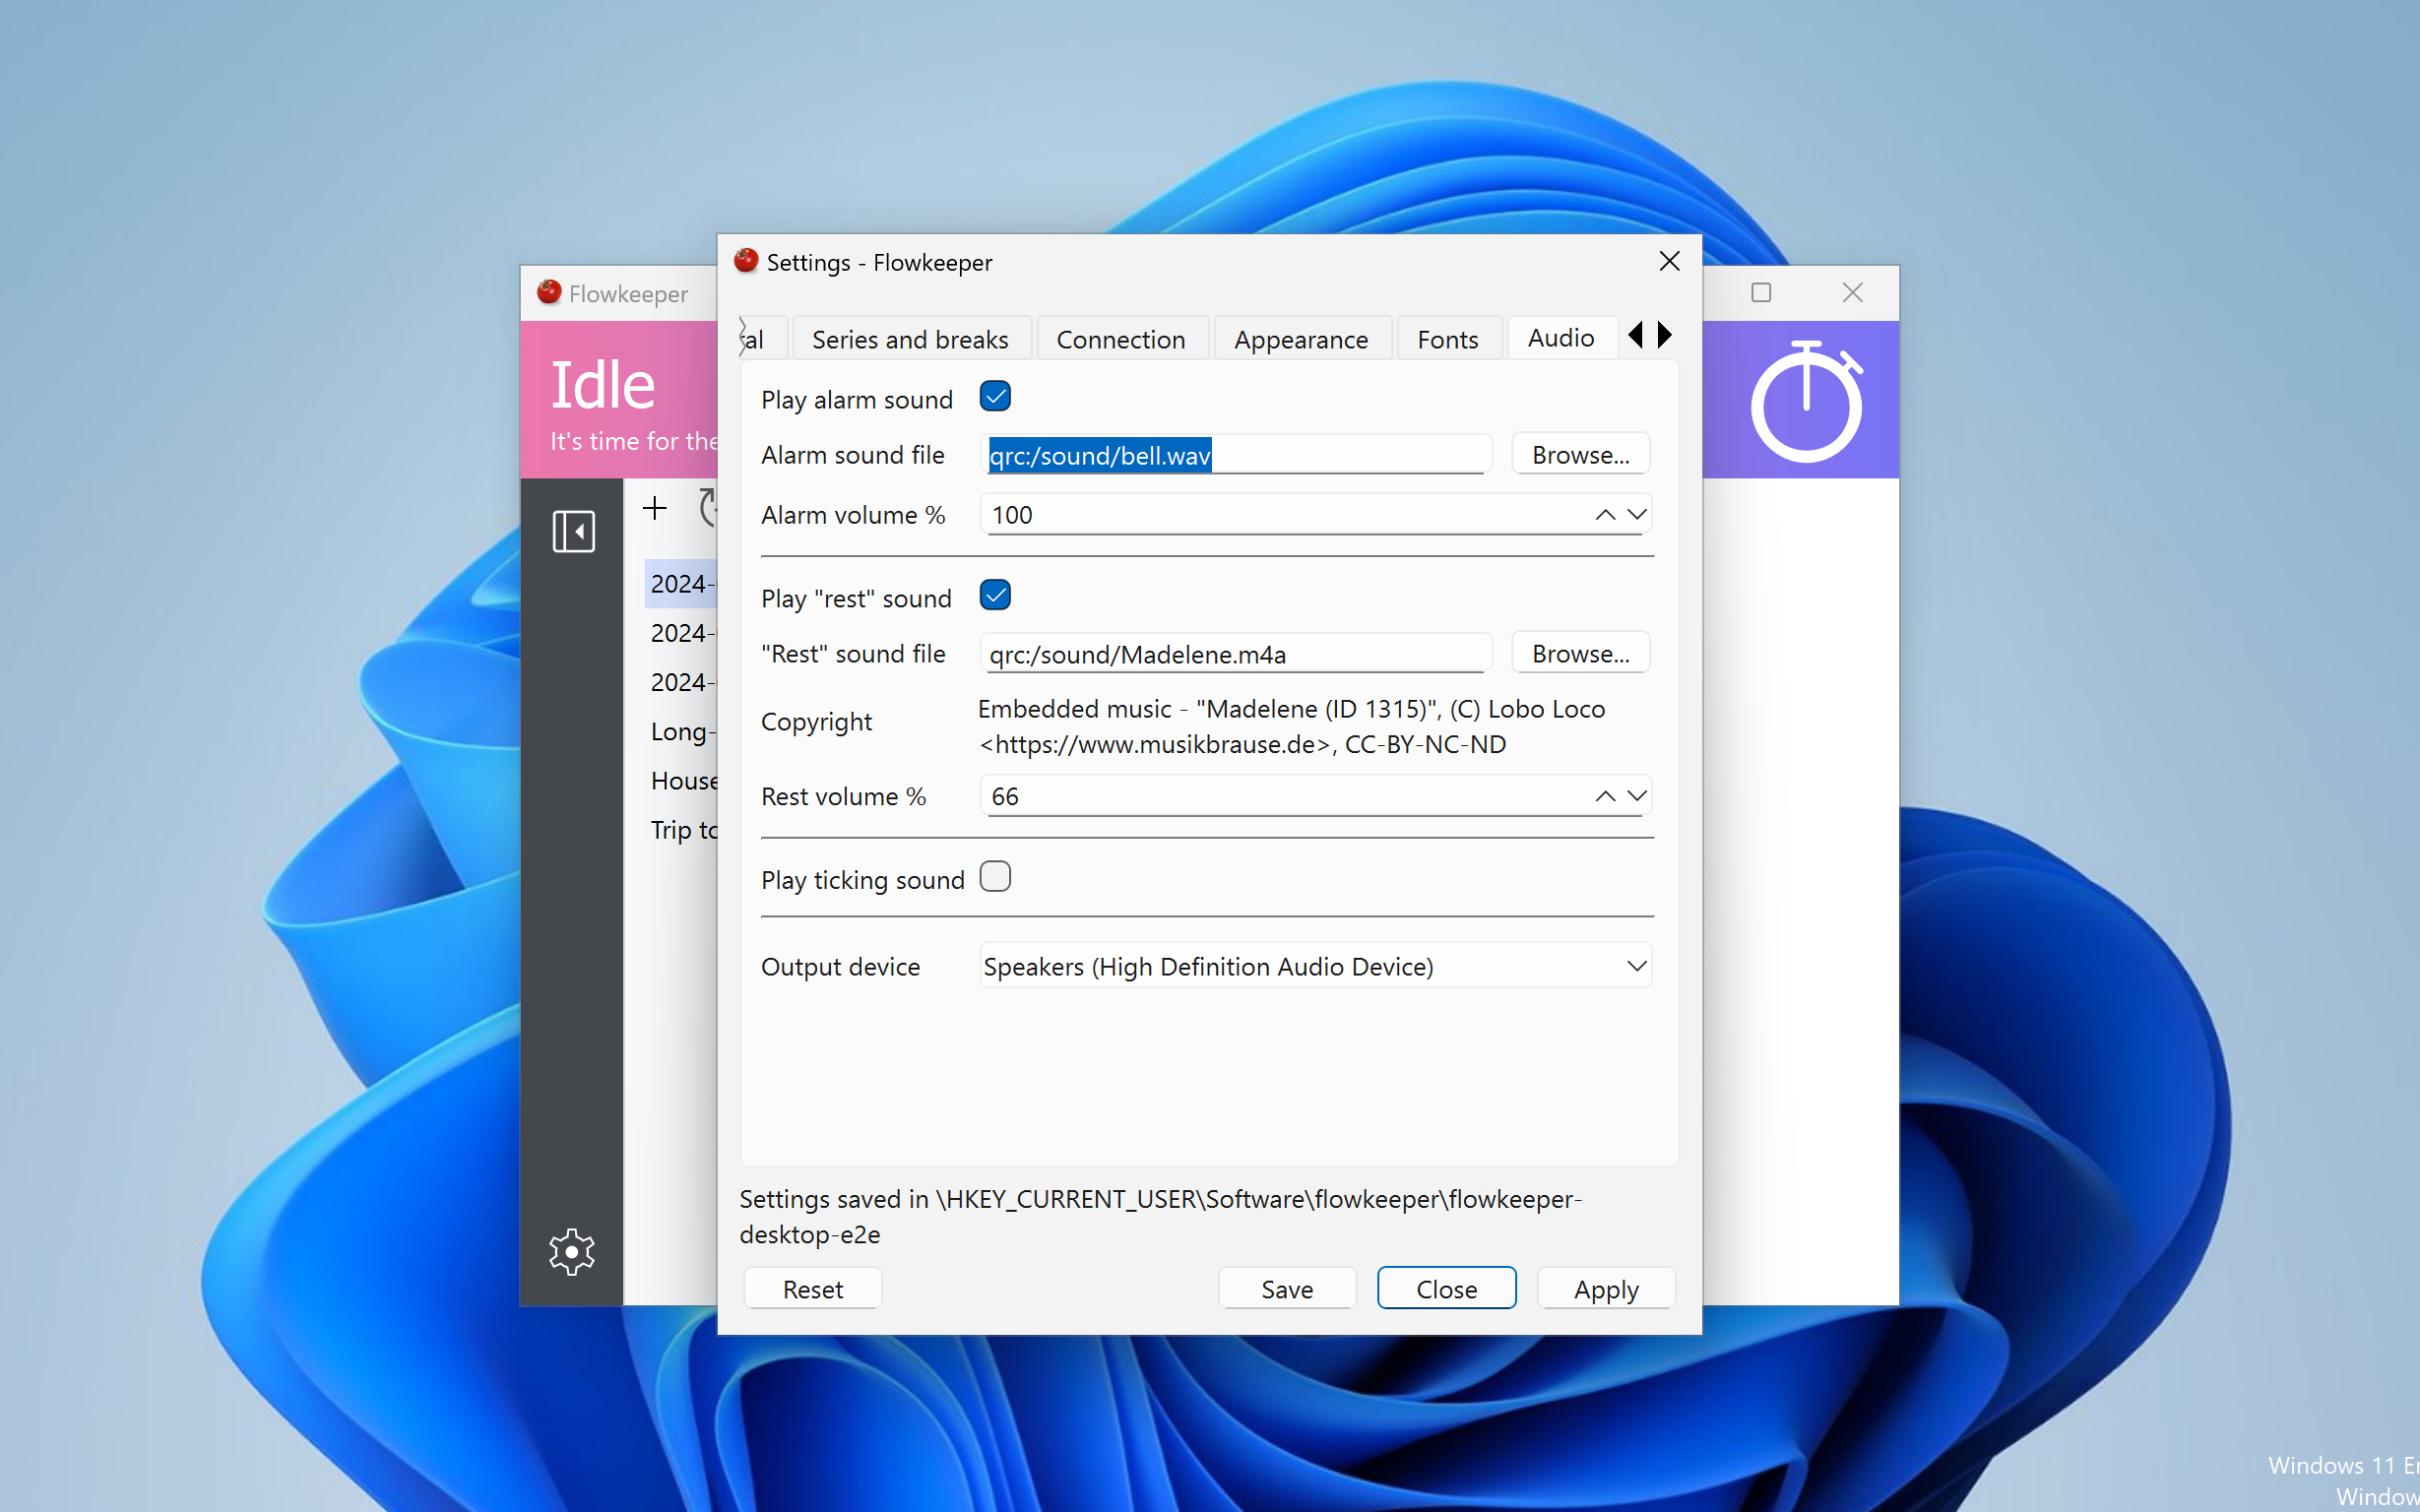 Settings - Flowkeeper
Flowkeeper
al
Series and breaks
Connection
Appearance
Fonts
Audio
Idle
It's time for the
Play alarm sound
Alarm sound file
qrc:/sound/bell.wav
Browse...
Alarm volume %
100
2024-
2024-
2024-
Long-
House
Trip to
Play "rest" sound
"Rest" sound file
qrc:/sound/Madelene.m4a
Browse...
Copyright
Embedded music - "Madelene (ID 1315)", (C) Lobo Loco
<https://www.musikbrause.de>, CC-BY-NC-ND
Rest volume %
66
Play ticking sound
Output device
Speakers (High Definition Audio Device)
Settings saved in \HKEY_CURRENT_USER\Software\flowkeeper\flowkeeper-
desktop-e2e
Reset
Save
Close
Apply
Windows 11 En
Window